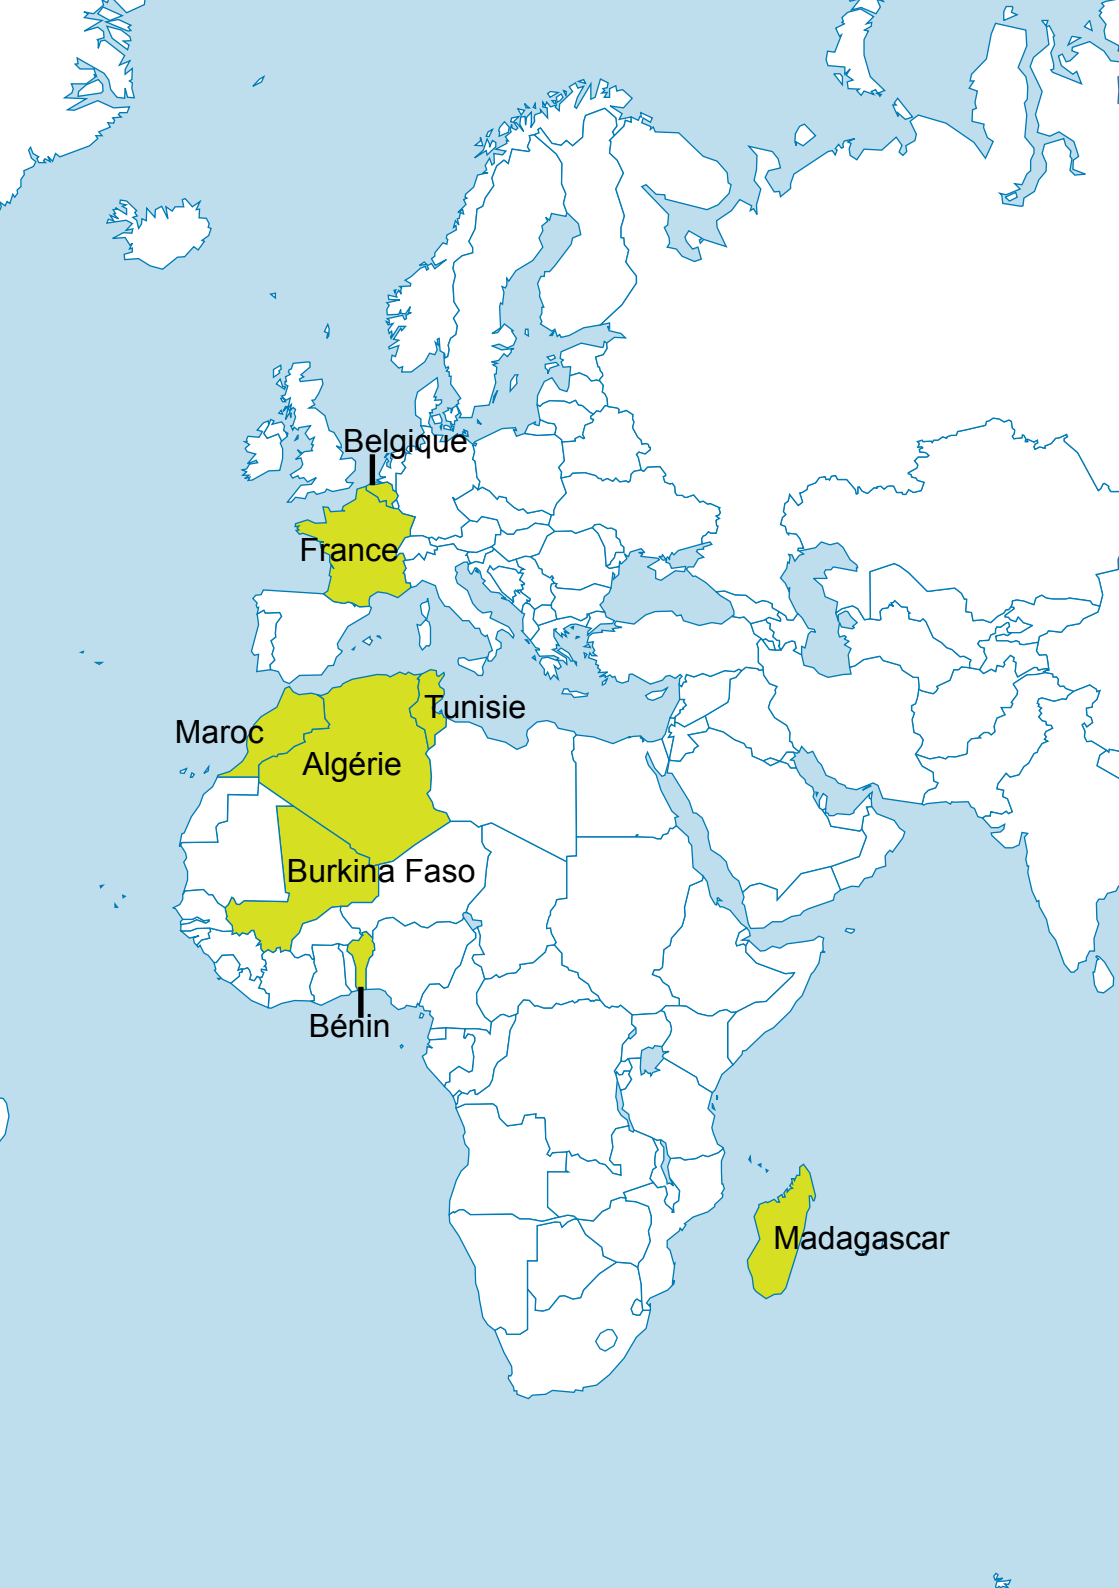 Belgique
France
Tunisie
Maroc
Algérie
Burkina Faso
Bénin
Madagascar